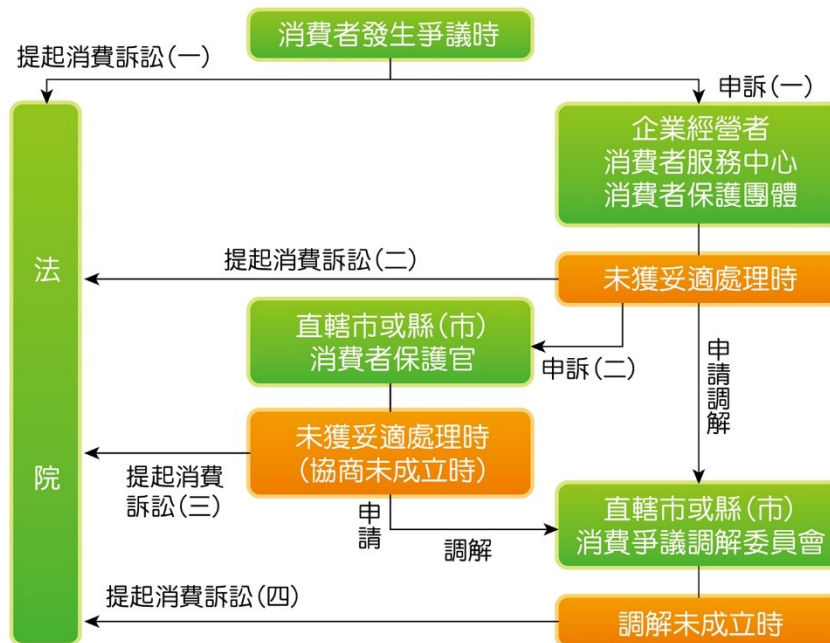 消費者發生爭議時
提起消費訴訟(一)
申訴(一)
企業經營者
消費者服務中心
消費者保護團體
法
院
提起消費訴訟(二)
未獲妥適處理時
直轄市或縣(市)
消費者保護官
申訴(二)
申請調解
未獲妥適處理時
(協商未成立時)
提起消費
訴訟(三)
申請
調解
直轄市或縣(市)
消費爭議調解委員會
提起消費訴訟(四)
調解未成立時